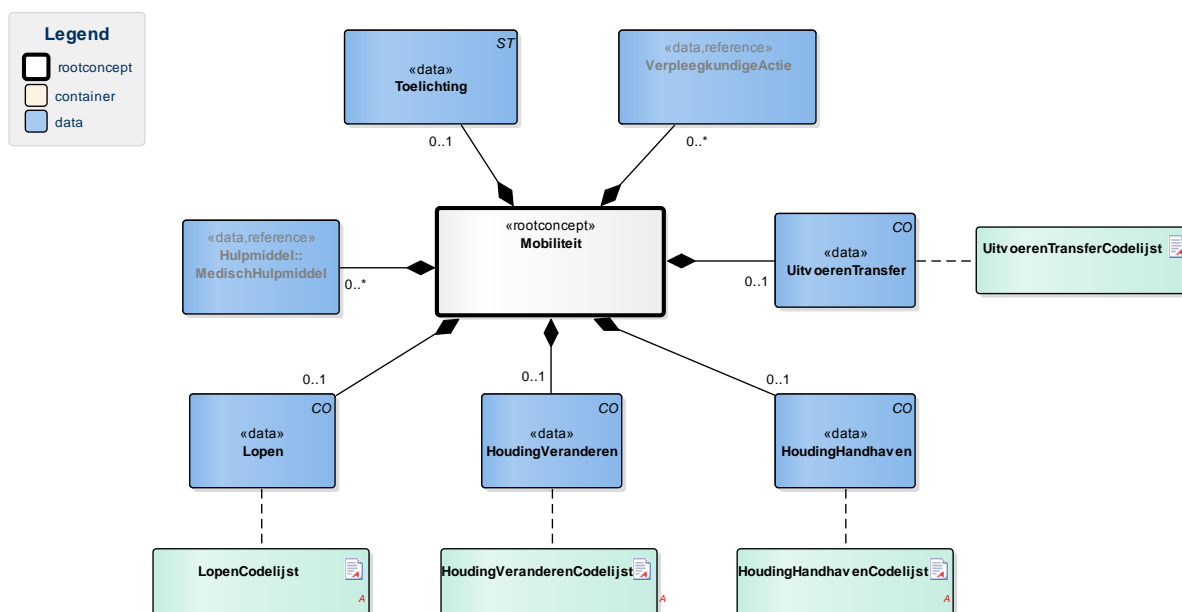 Legend
rootconcept
container
data
ST
«data»
Toelichting
«data,reference»
VerpleegkundigeActie
0..1
0..*
«rootconcept»
Mobiliteit
«data,reference»
Hulpmiddel::
MedischHulpmiddel
0..*
CO
«data»
UitvoerenTransfer
0..1
UitvoerenTransferCodelijst
0..1
0..1
0..1
CO
«data»
Lopen
CO
«data»
HoudingVeranderen
CO
«data»
HoudingHandhaven
LopenCodelijst
A
HoudingVeranderenCodelijst
A
HoudingHandhavenCodelijst
A